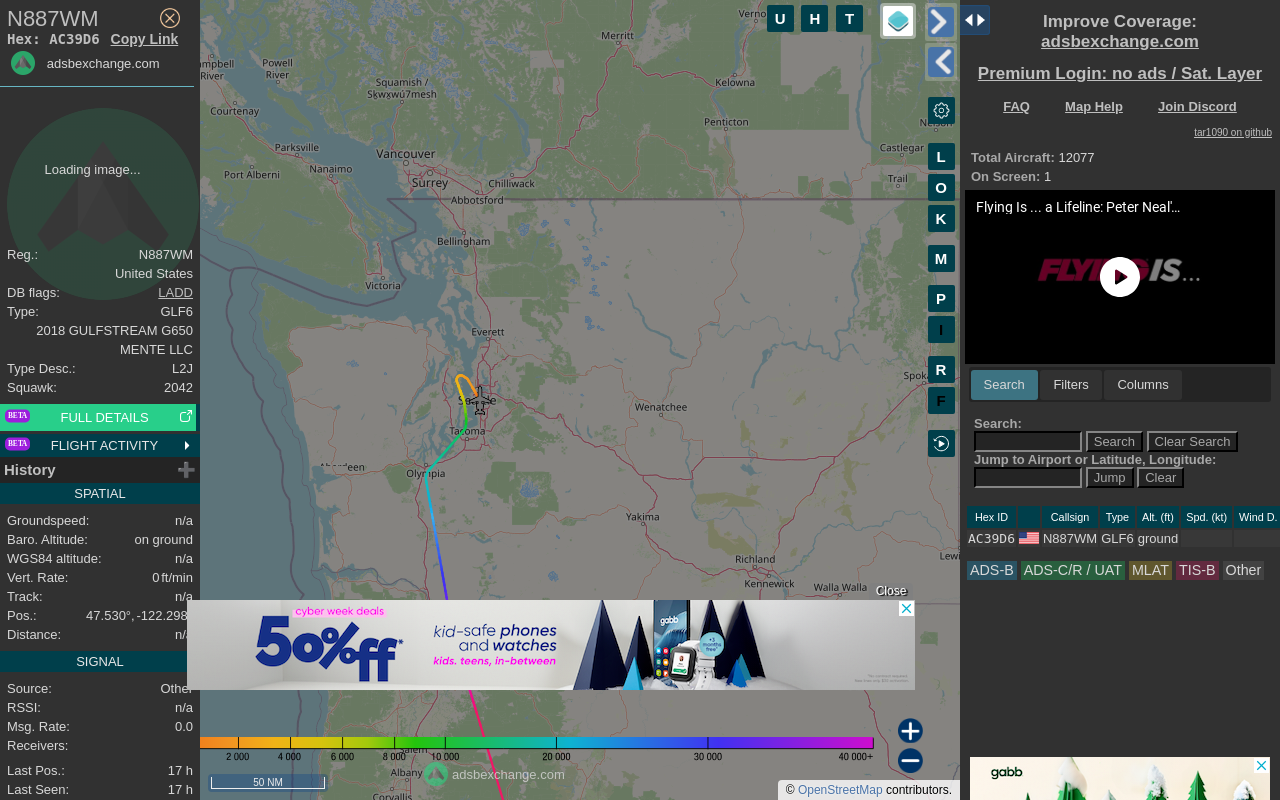 N887WM
Hex: AC39D6 Copy Link
adsbexchange.com
Loading image...
Reg.: N887WM
United States
DB flags: LADD
Type: GLF6
2018 GULFSTREAM G650
MENTE LLC
Type Desc.: L2J
Squawk: 2042
BETA FULL DETAILS
BETA FLIGHT ACTIVITY
History
SPATIAL
Groundspeed: n/a
Baro. Altitude: on ground
WGS84 altitude: n/a
Vert. Rate: 0 ft/min
Track: n/a
Pos.: 47.530°, -122.298
Distance: n/a
SIGNAL
Source: Other
RSSI: n/a
Msg. Rate: 0.0
Receivers:
Last Pos.: 17 h
Last Seen: 17 h
U H T
L
O
K
M
P
I
R
F
Merritt
Kelowna
Powell
River
River
Squamish /
Sḵwx̱wú7mesh
Courtenay
Penticton
Parksville
Vancouver
Castlegar
Nanaimo
Port Alberni
Surrey
Chilliwack
Trail
Abbotsford
Bellingham
Victoria
Everett
Wenatchee
Tacoma
Aberdeen
Olympia
Yakima
Richland
Kennewick
Walla Walla
Close
cyber week deals
50%off*
kid-safe phones
and watches
kids. teens, in-between
gabb
+3
months
free*
2 000 4 000 6 000 8 000 10 000 20 000 30 000 40 000+
50 NM
Albany
Corvallis
adsbexchange.com
© OpenStreetMap contributors.
Improve Coverage:
adsbexchange.com
Premium Login: no ads / Sat. Layer
FAQ Map Help Join Discord
tar1090 on github
Total Aircraft: 12077
On Screen: 1
Flying Is ... a Lifeline: Peter Neal'...
FLYING IS...
Search Filters Columns
Search:
Search Clear Search
Jump to Airport or Latitude, Longitude:
Jump Clear
Hex ID Callsign Type Alt. (ft) Spd. (kt) Wind D.
AC39D6 N887WM GLF6 ground
ADS-B ADS-C/R / UAT MLAT TIS-B Other
gabb